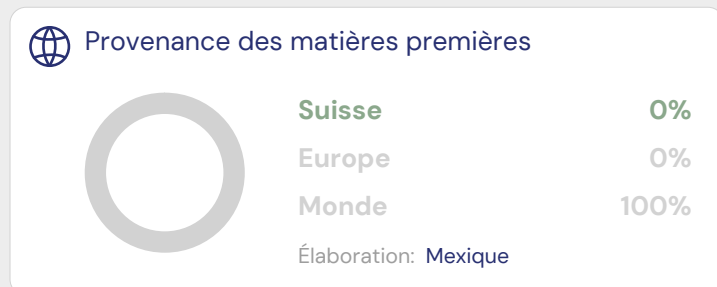 Provenance des matières premières
Suisse 0%
Europe 0%
Monde 100%
Élaboration: Mexique